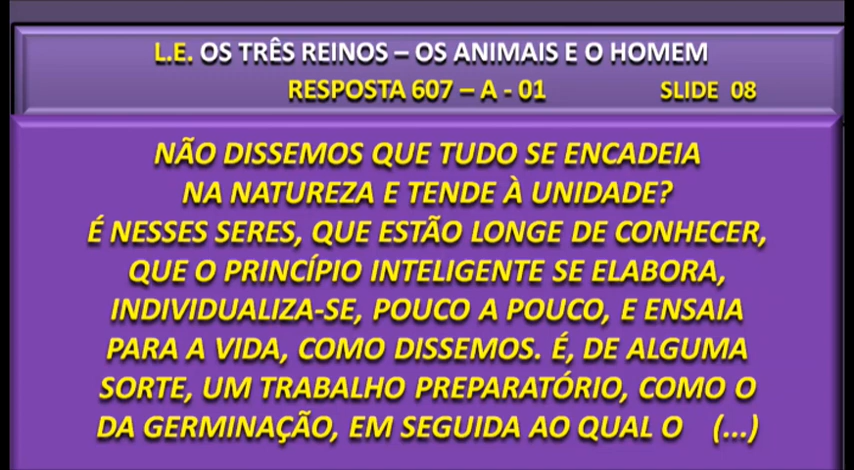 L.E. OS TRÊS REINOS – OS ANIMAIS E O HOMEM
RESPOSTA 607 – A - 01 SLIDE 08
NÃO DISSEMOS QUE TUDO SE ENCADEIA
NA NATUREZA E TENDE À UNIDADE?
É NESSES SERES, QUE ESTÃO LONGE DE CONHECER,
QUE O PRINCÍPIO INTELIGENTE SE ELABORA,
INDIVIDUALIZA-SE, POUCO A POUCO, E ENSAIA
PARA A VIDA, COMO DISSEMOS. É, DE ALGUMA
SORTE, UM TRABALHO PREPARATÓRIO, COMO O
DA GERMINAÇÃO, EM SEGUIDA AO QUAL O (...)